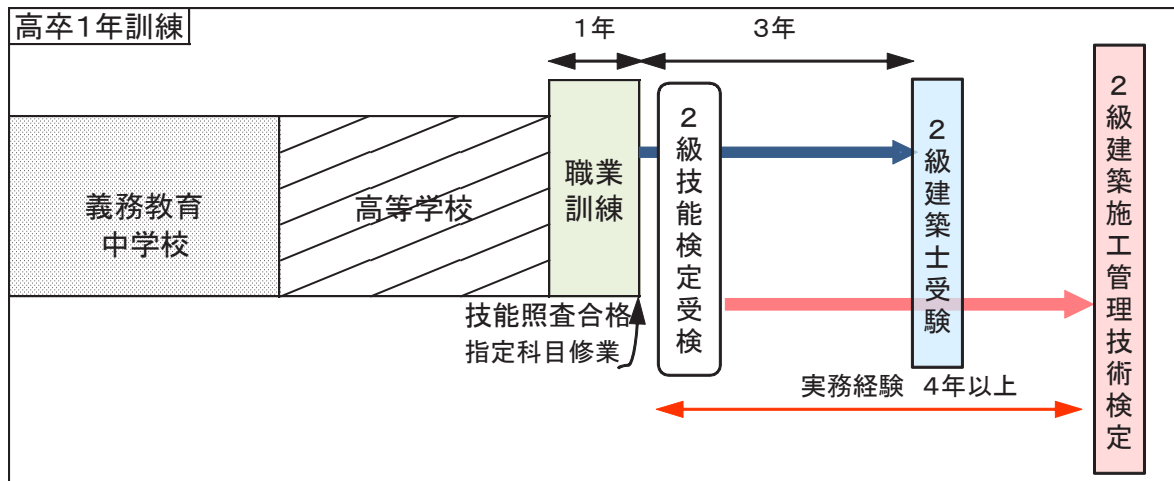 高卒1年訓練
1年
3年
義務教育
中学校
高等学校
職業
訓練
2級技能検定受検
2級建築士受験
2級建築施工管理技術検定
技能照査合格
指定科目修業
実務経験 4年以上